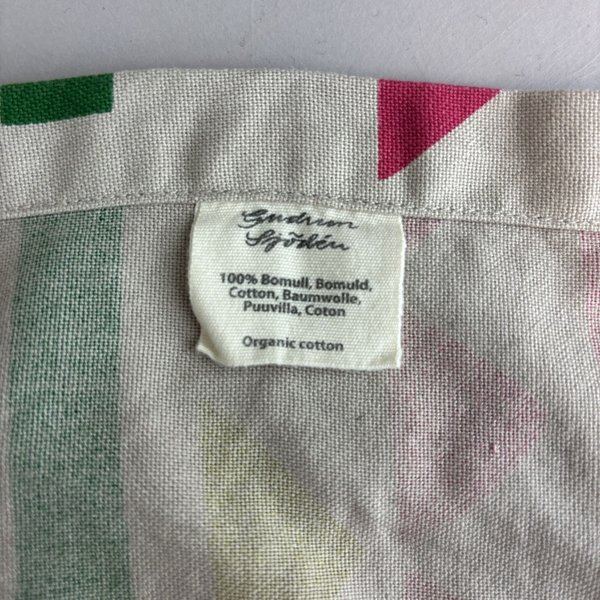 Gudrun
Sjödén
100% Bomull, Bomuld,
Cotton, Baumwolle,
Puuvilla, Coton
Organic cotton